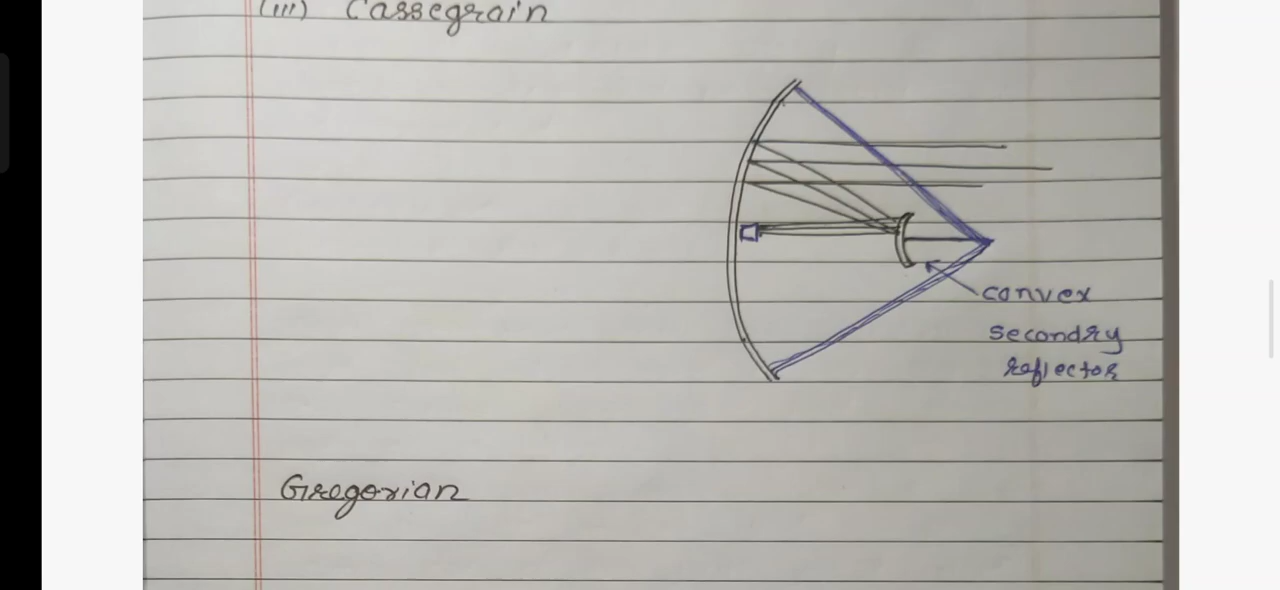 (iii) Cassegrain
convex
secondry
reflector
Gregorian